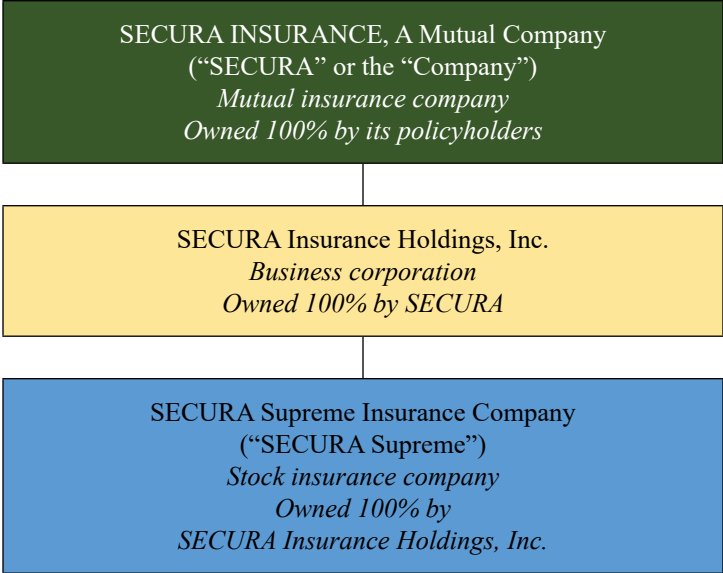 SECURA INSURANCE, A Mutual Company
(“SECURA” or the “Company”)
Mutual insurance company
Owned 100% by its policyholders
SECURA Insurance Holdings, Inc.
Business corporation
Owned 100% by SECURA
SECURA Supreme Insurance Company
(“SECURA Supreme”)
Stock insurance company
Owned 100% by
SECURA Insurance Holdings, Inc.